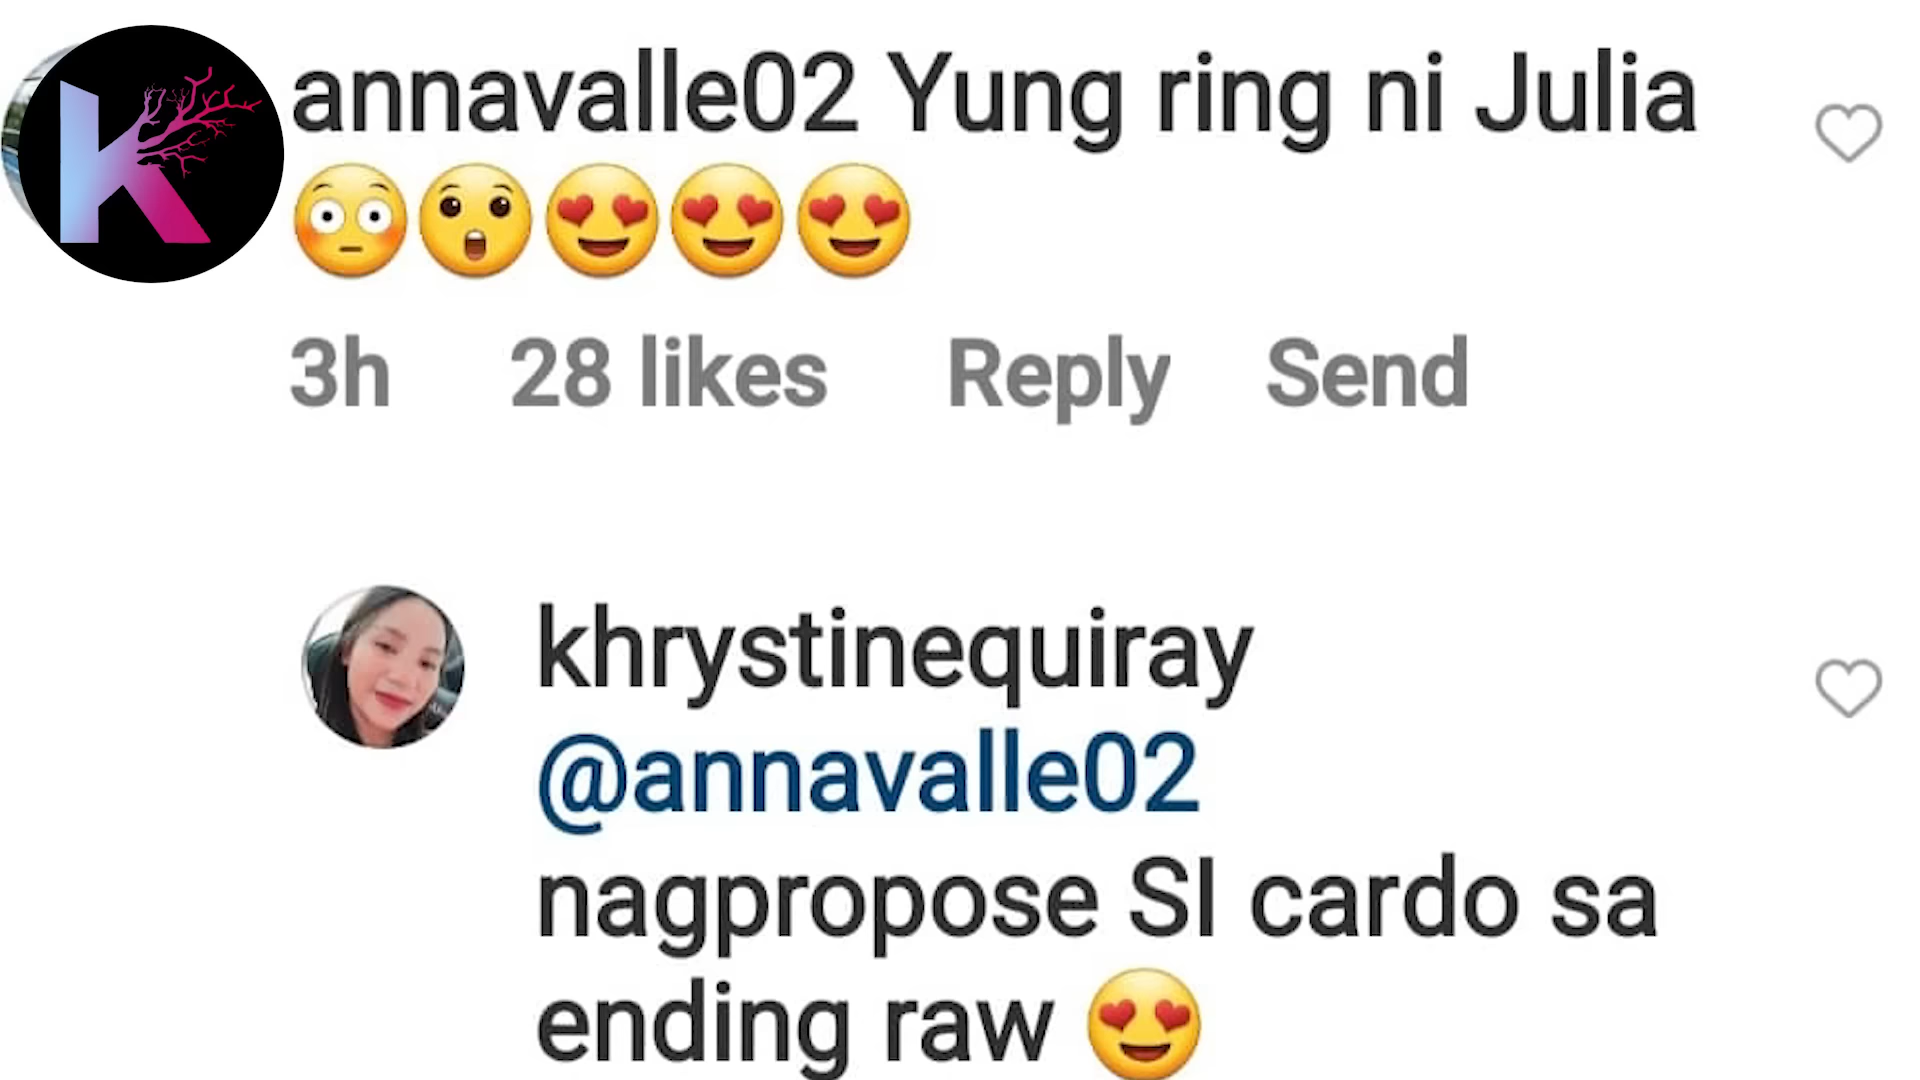 K
annavalle02 Yung ring ni Julia
😳😲😍😍😍
3h 28 likes Reply Send
khrystinequiray
@annavalle02
nagpropose SI cardo sa
ending raw 😍